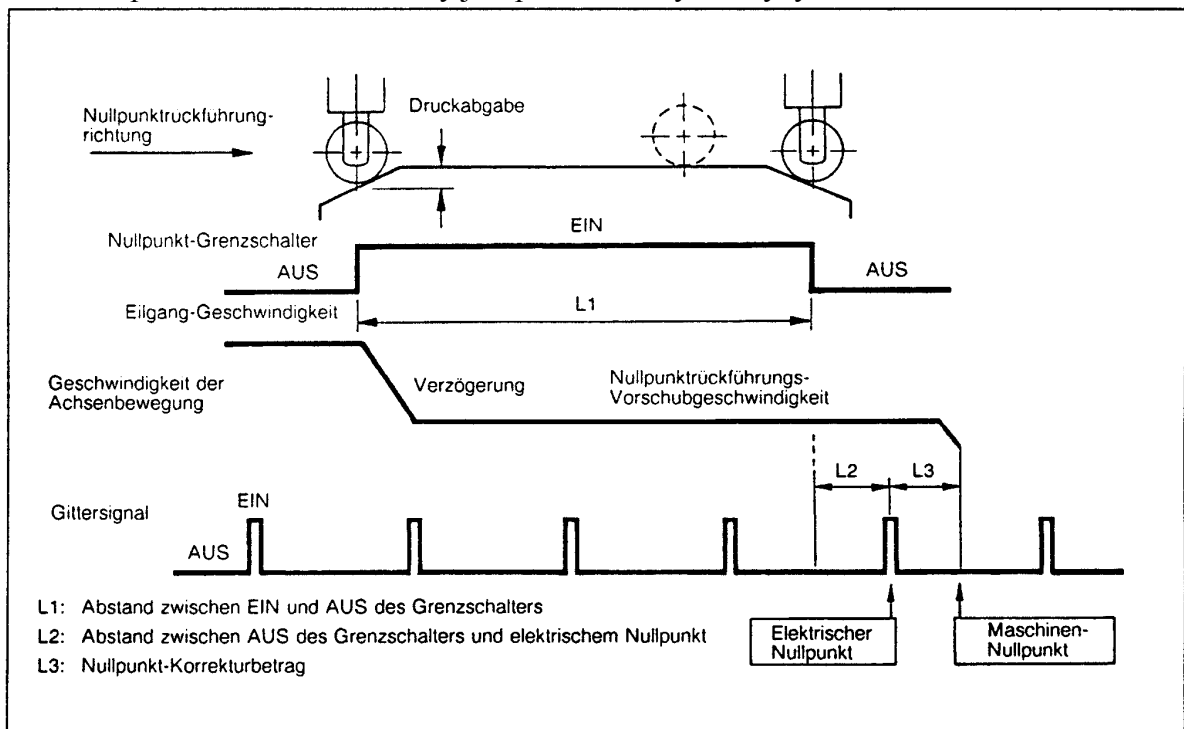 Druckabgabe
Nullpunktrückführung-
richtung
Nullpunkt-Grenzschalter
EIN
AUS
AUS
Eilgang-Geschwindigkeit
L1
Geschwindigkeit der
Achsenbewegung
Verzögerung
Nullpunktrückführungs-
Vorschubgeschwindigkeit
L2
L3
EIN
Gittersignal
AUS
L1: Abstand zwischen EIN und AUS des Grenzschalters
L2: Abstand zwischen AUS des Grenzschalters und elektrischem Nullpunkt
L3: Nullpunkt-Korrekturbetrag
Elektrischer
Nullpunkt
Maschinen-
Nullpunkt